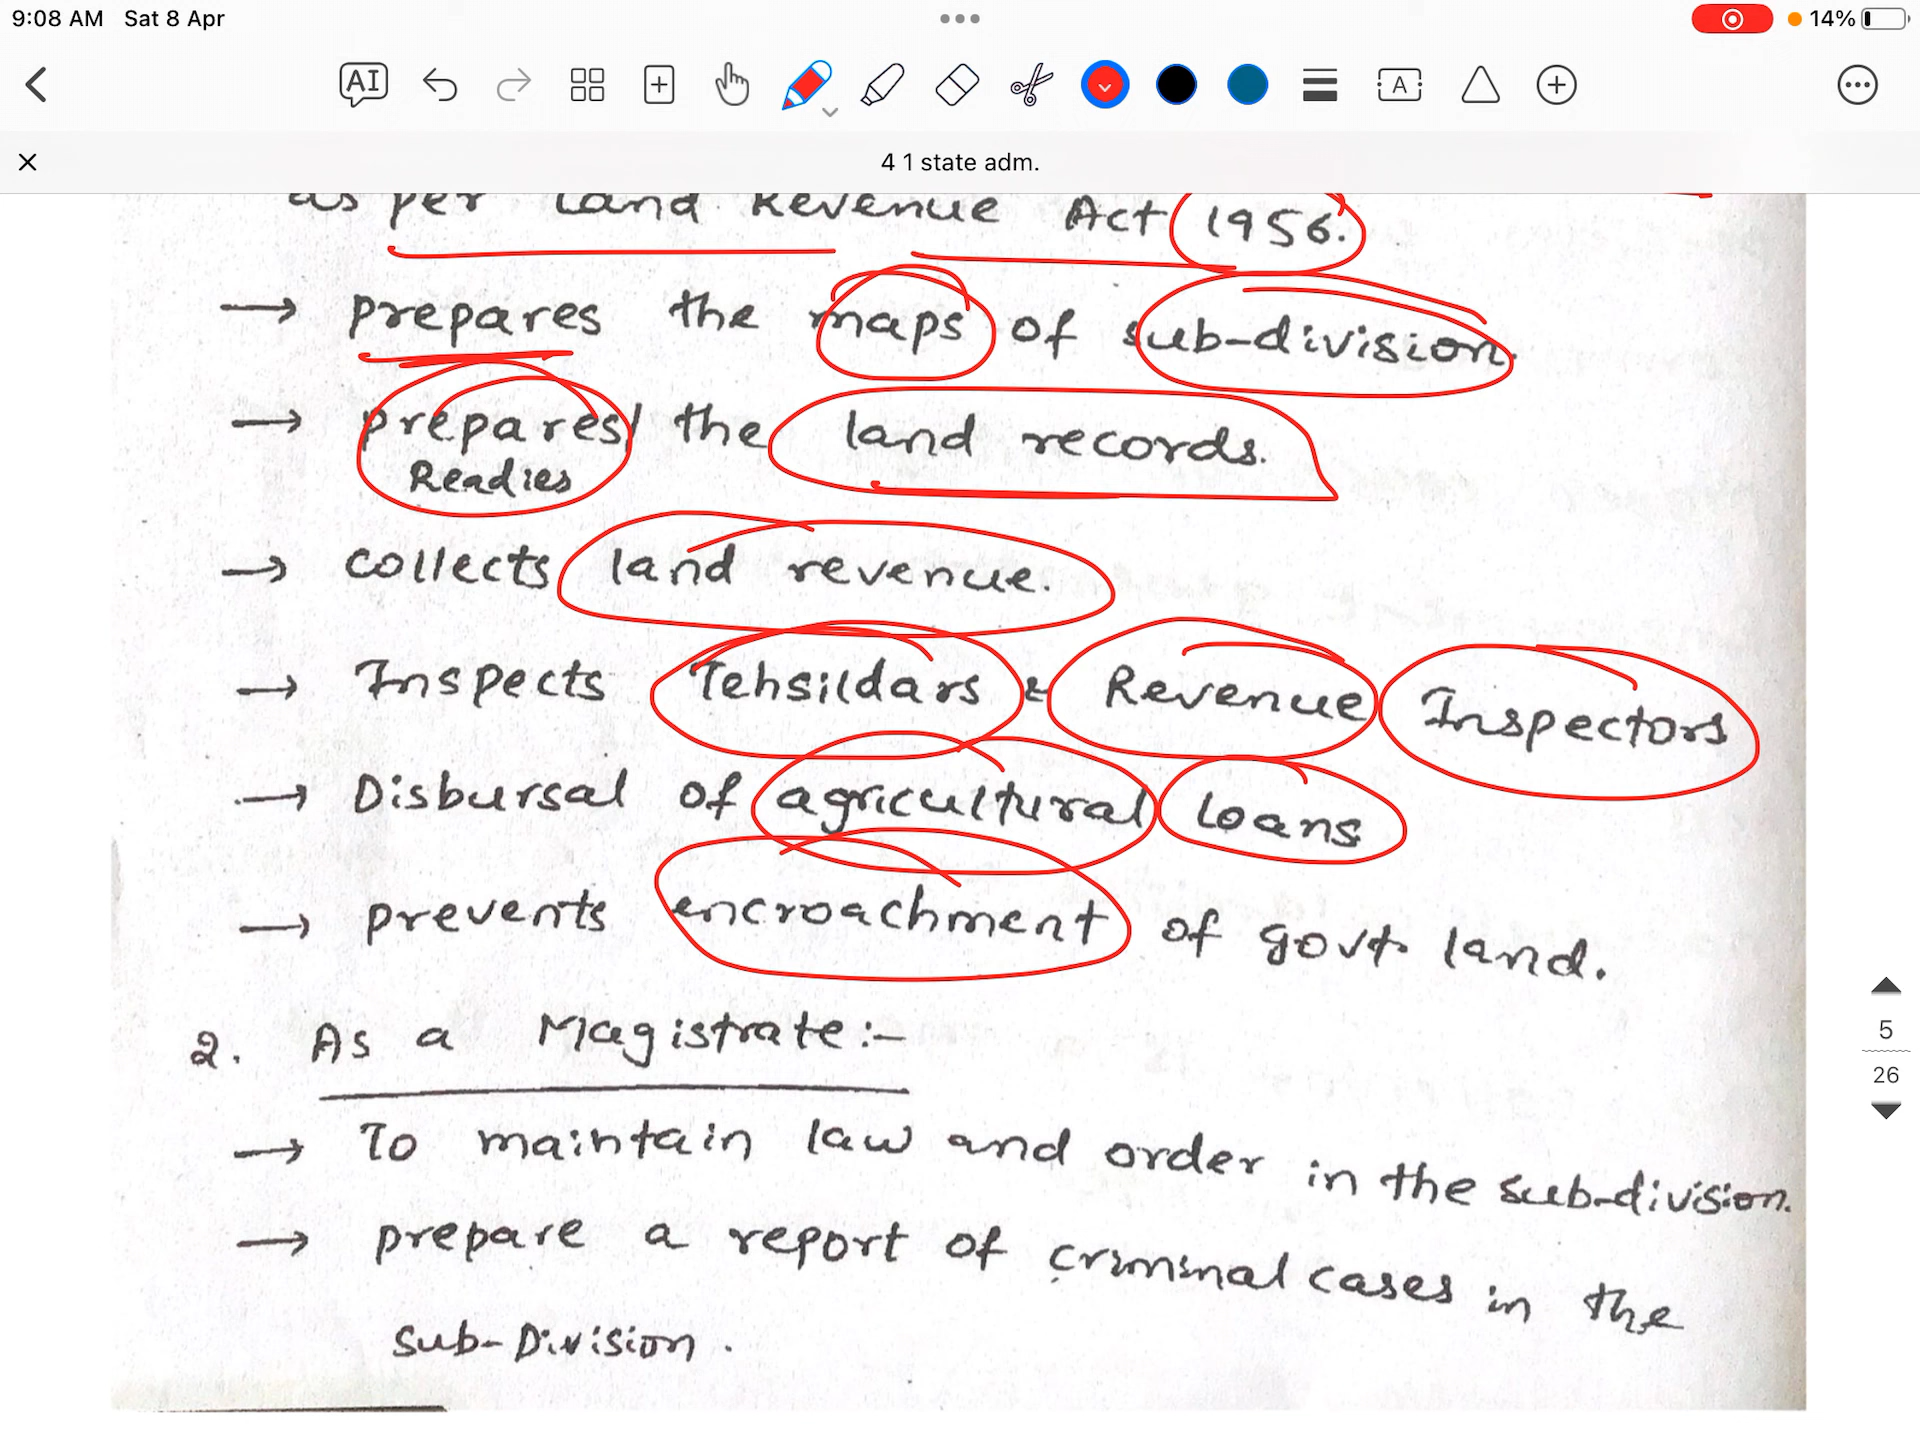 9:08 AM Sat 8 Apr
14%
AI
A
4 1 state adm.
as per Land Revenue Act 1956.
→ prepares the maps of sub-division.
→ prepares/ the land records.
Readies
→ collects land revenue.
→ Inspects Tehsildars & Revenue Inspectors
→ Disbursal of agricultural loans
→ prevents encroachment of govt. land.
2. As a Magistrate:-
→ To maintain law and order in the sub-division.
→ prepare a report of criminal cases in the
sub-Division.
5
26